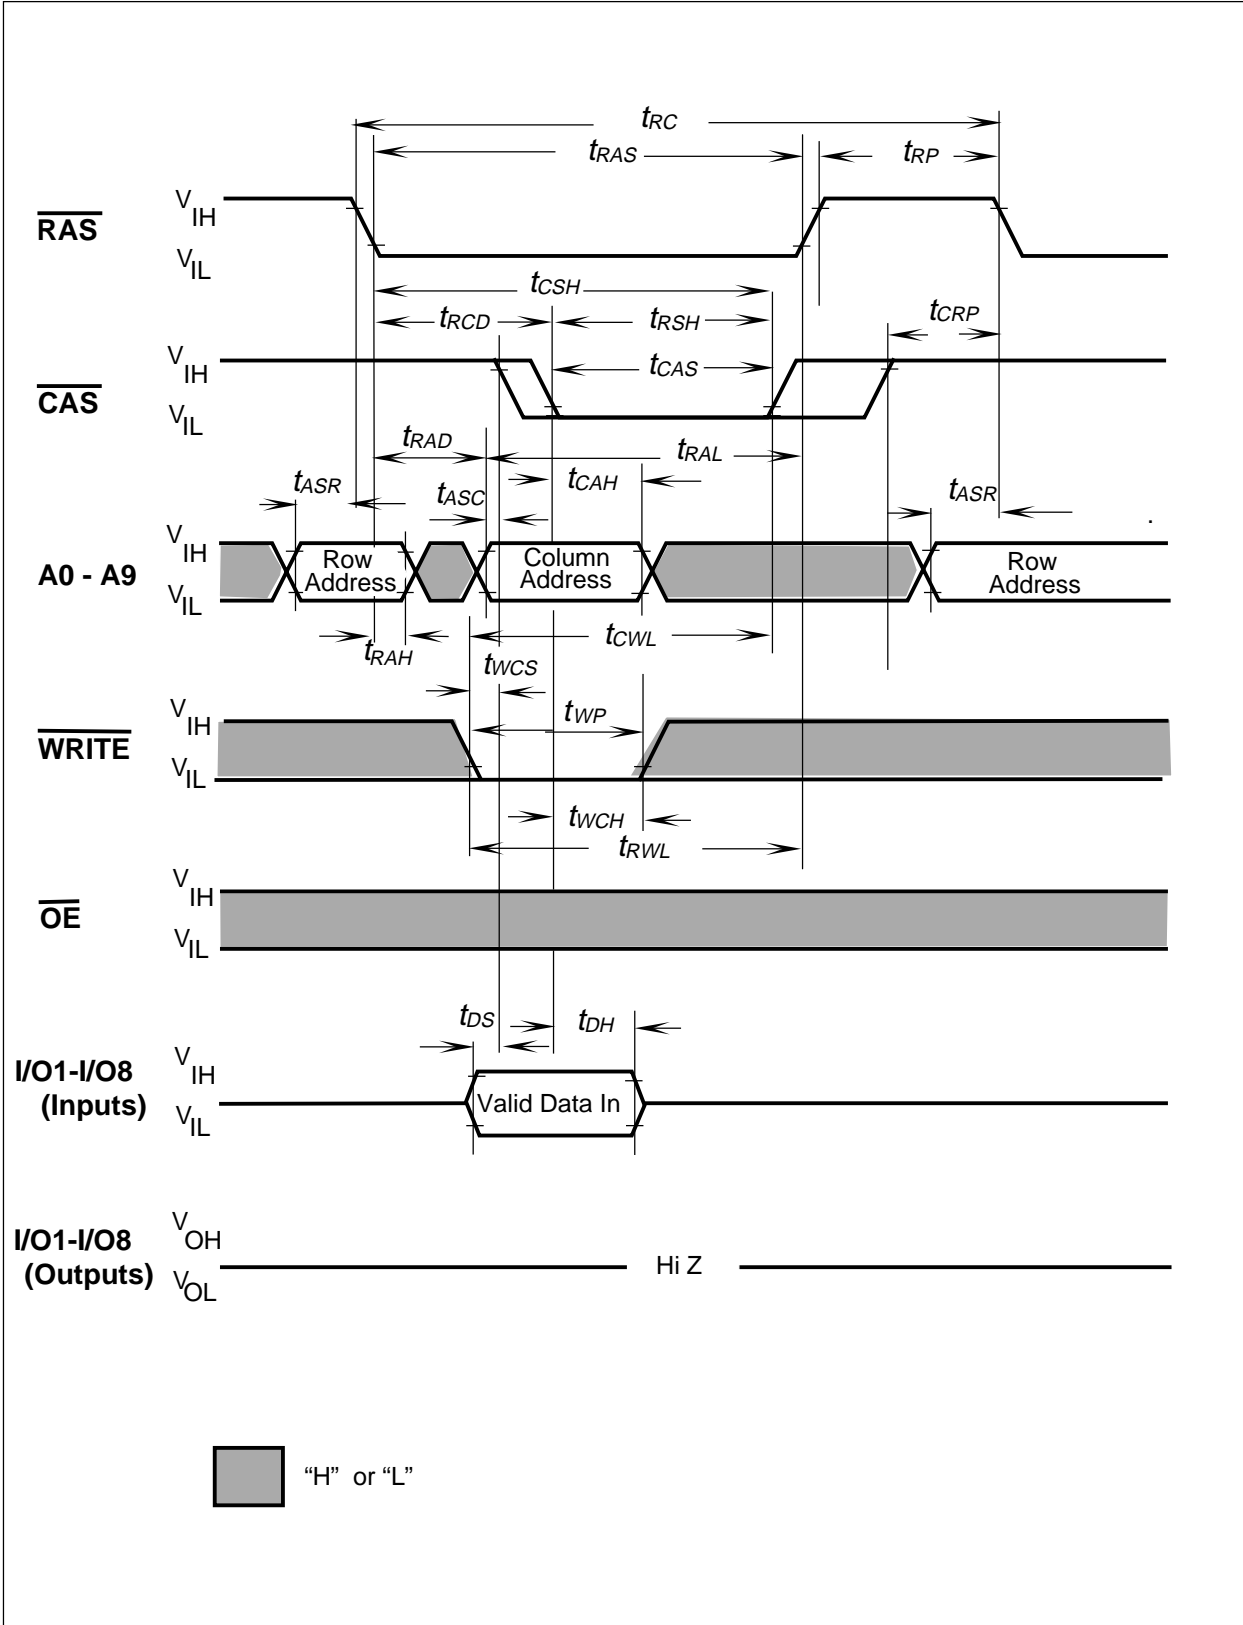 tRC
tRAS
tRP
RAS
VIH
VIL
tCSH
tRCD
tRSH
tCRP
CAS
VIH
VIL
tCAS
tRAD
tRAL
tASR
tASC
tCAH
tASR
A0 - A9
VIH
VIL
Row
Address
Column
Address
Row
Address
tRAH
tCWL
tWCS
WRITE
VIH
VIL
tWP
tWCH
tRWL
OE
VIH
VIL
tDS
tDH
I/O1-I/O8
(Inputs)
VIH
VIL
Valid Data In
I/O1-I/O8
(Outputs)
VOH
VOL
Hi Z
“H” or “L”